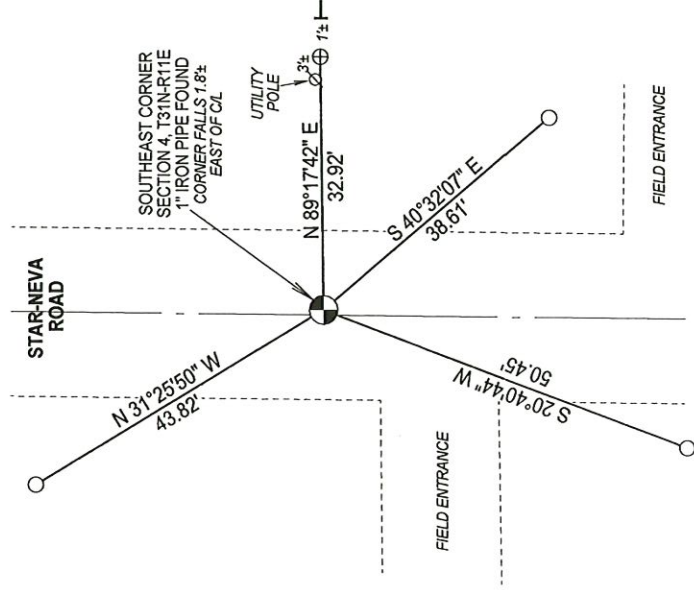 STAR-NEVA
ROAD
SOUTHEAST CORNER
SECTION 4, T31N-R11E
1" IRON PIPE FOUND
CORNER FALLS 1.8'±
EAST OF C/L
UTILITY
POLE
3'±
1'±
N 89°17'42" E
32.92'
N 31°25'50" W
43.82'
S 40°32'07" E
38.61'
S 20°40'44" W
50.45'
FIELD ENTRANCE
FIELD ENTRANCE